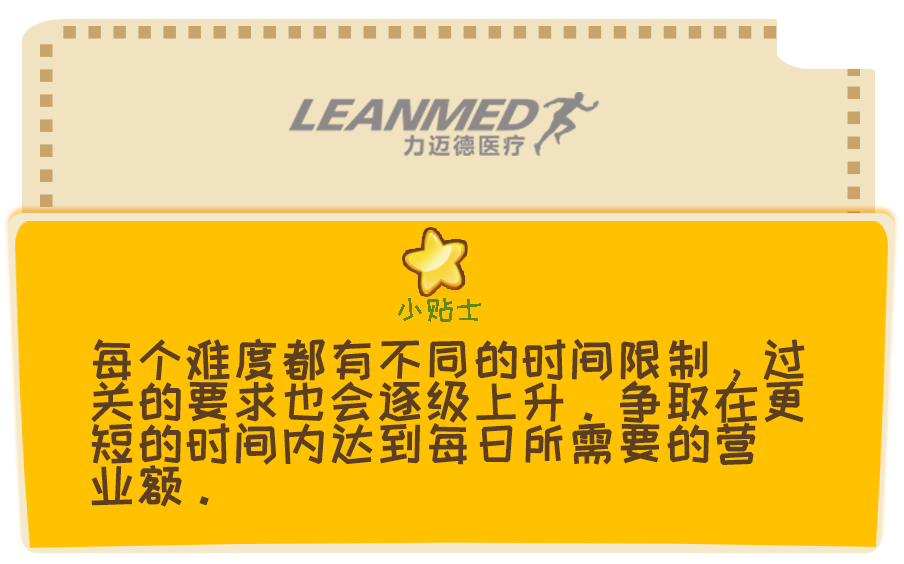 LEANMED
力迈德医疗
小贴士
每个难度都有不同的时间限制，过
关的要求也会逐级上升．争取在更
短的时间内达到每日所需要的营
业额．